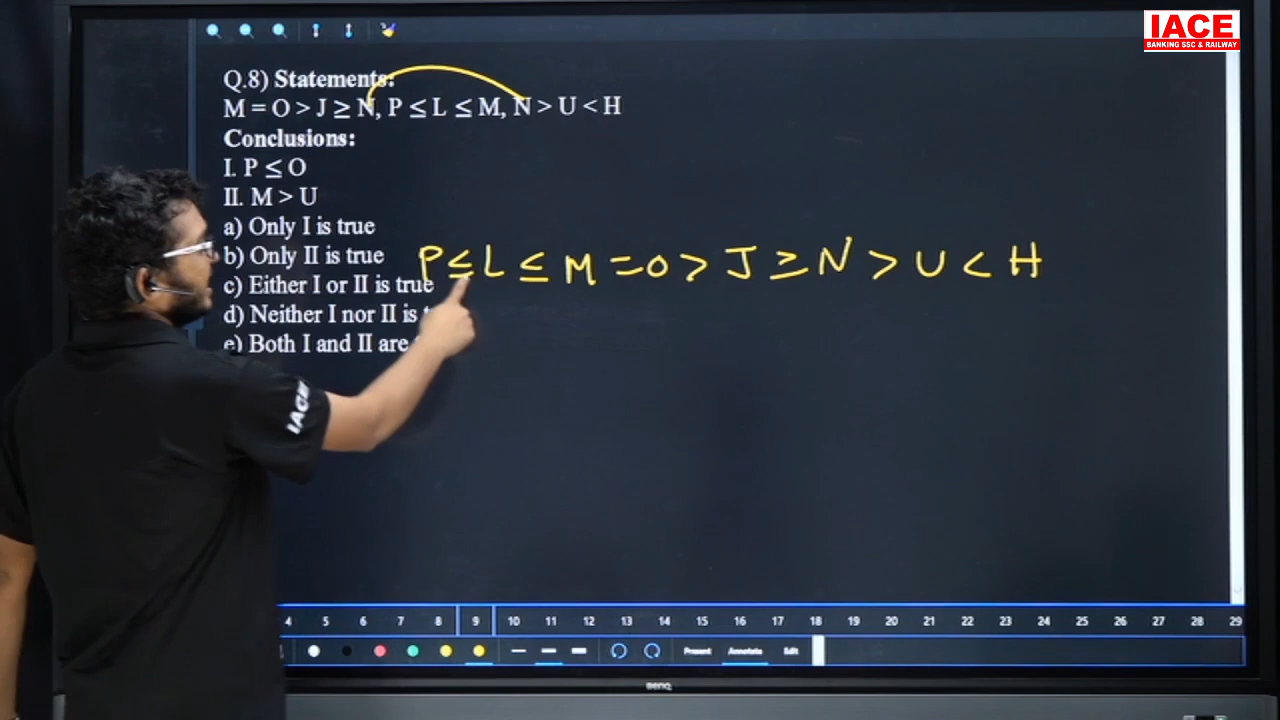 IACE
BANKING SSC & RAILWAY
Q.8) Statements:
M = O > J ≥ N, P ≤ L ≤ M, N > U < H
Conclusions:
I. P ≤ O
II. M > U
a) Only I is true
b) Only II is true
c) Either I or II is true
d) Neither I nor II is
e) Both I and II are
P ≤ L ≤ M = O > J ≥ N > U < H
IACE
4 5 6 7 8 9 10 11 12 13 14 15 16 17 18 19 20 21 22 23 24 25 26 27 28 29
Present Annotate Edit
BenQ